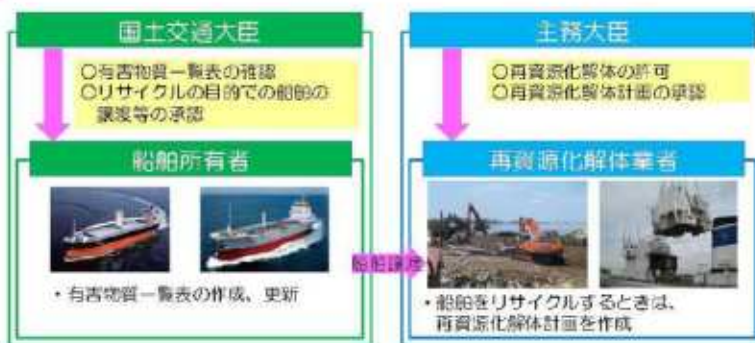 国土交通大臣
○有害物質一覧表の確認
○リサイクルの目的での船舶の
譲渡等の承認
船舶所有者
・有害物質一覧表の作成、更新
船舶譲渡
主務大臣
○再資源化解体の許可
○再資源化解体計画の承認
再資源化解体業者
・船舶をリサイクルするときは、
再資源化解体計画を作成